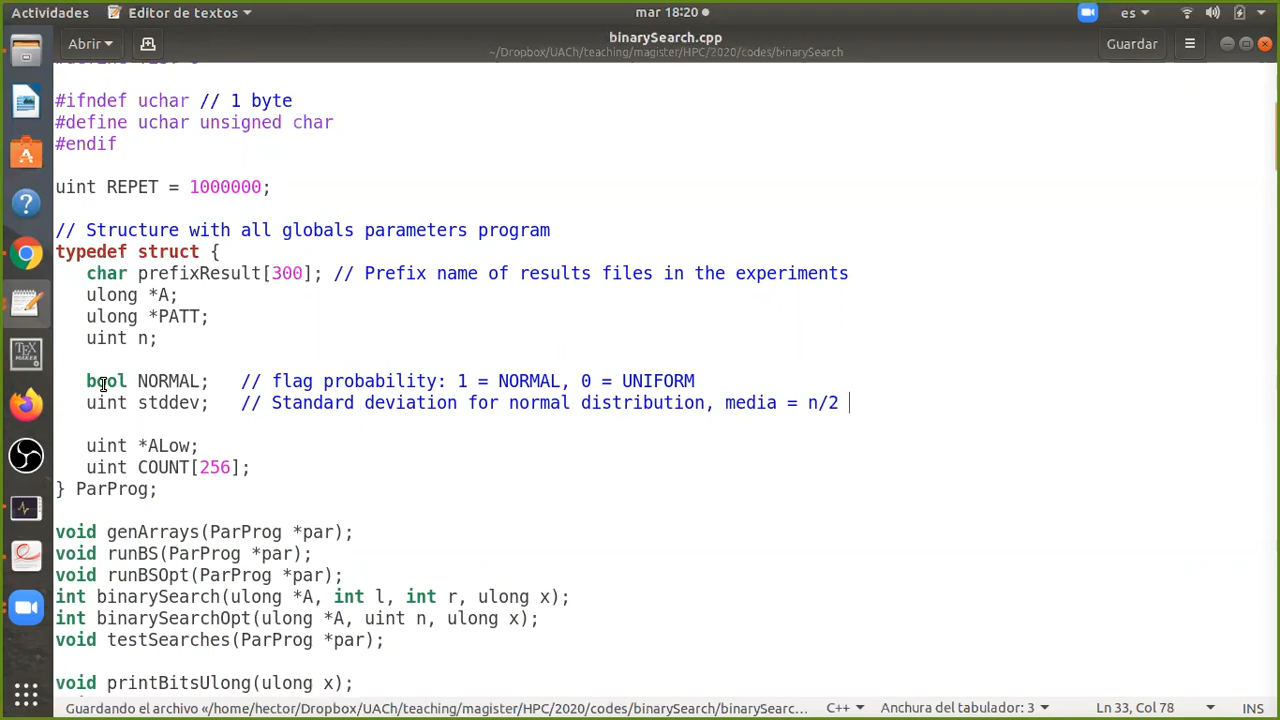 Actividades
Editor de textos
mar 18:20
es
Abrir
binarySearch.cpp
~/Dropbox/UACh/teaching/magister/HPC/2020/codes/binarySearch
Guardar
#ifndef uchar // 1 byte
#define uchar unsigned char
#endif
uint REPET = 1000000;
// Structure with all globals parameters program
typedef struct {
char prefixResult[300]; // Prefix name of results files in the experiments
ulong *A;
ulong *PATT;
uint n;
bool NORMAL; // flag probability: 1 = NORMAL, 0 = UNIFORM
uint stddev; // Standard deviation for normal distribution, media = n/2
uint *ALow;
uint COUNT[256];
} ParProg;
void genArrays(ParProg *par);
void runBS(ParProg *par);
void runBSOpt(ParProg *par);
int binarySearch(ulong *A, int l, int r, ulong x);
int binarySearchOpt(ulong *A, uint n, ulong x);
void testSearches(ParProg *par);
void printBitsUlong(ulong x);
Guardando el archivo «/home/hector/Dropbox/UACh/teaching/magister/HPC/2020/codes/binarySearch/binarySearc...
C++
Anchura del tabulador: 3
Ln 33, Col 78
INS